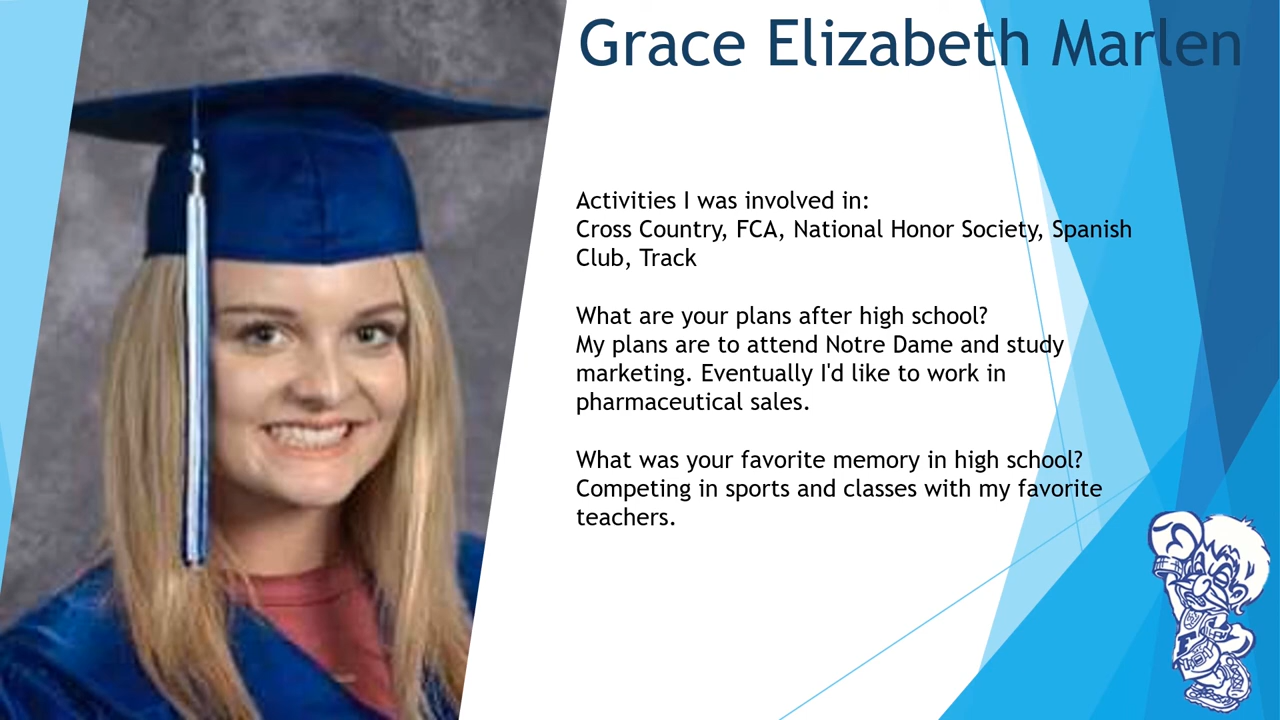 Grace Elizabeth Marlen
Activities I was involved in:
Cross Country, FCA, National Honor Society, Spanish
Club, Track
What are your plans after high school?
My plans are to attend Notre Dame and study
marketing. Eventually I'd like to work in
pharmaceutical sales.
What was your favorite memory in high school?
Competing in sports and classes with my favorite
teachers.